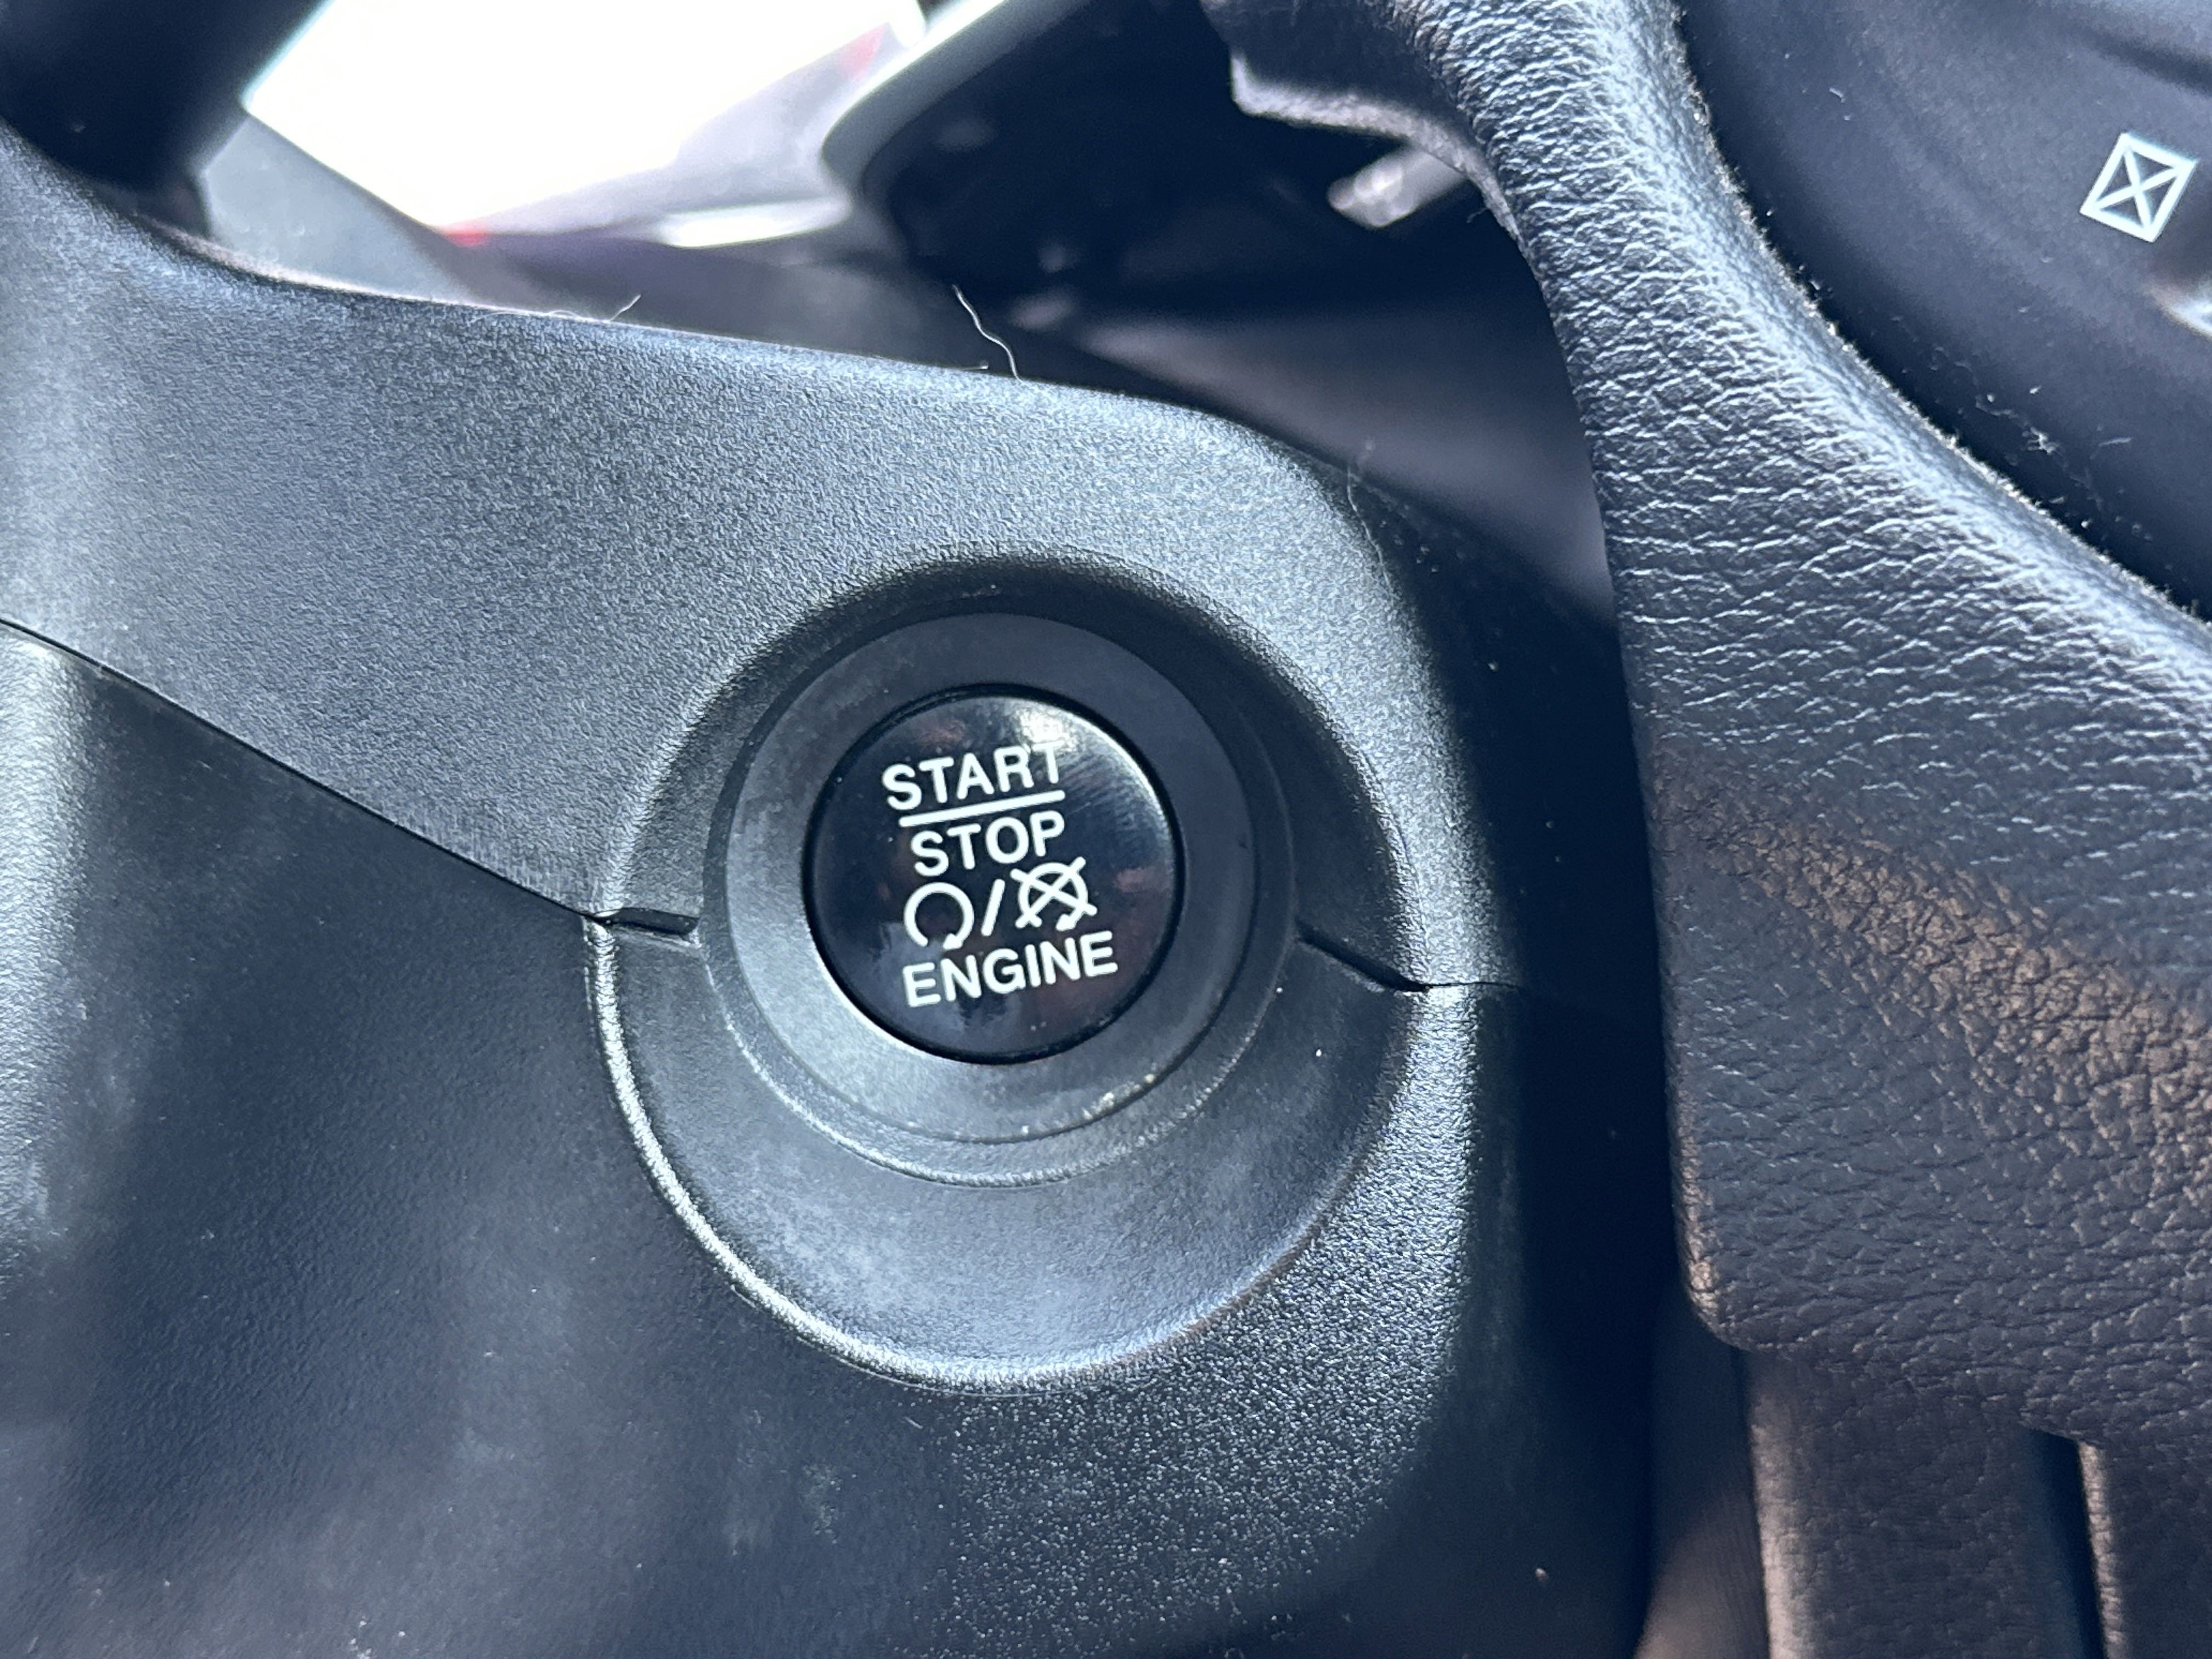 START
STOP
/
ENGINE